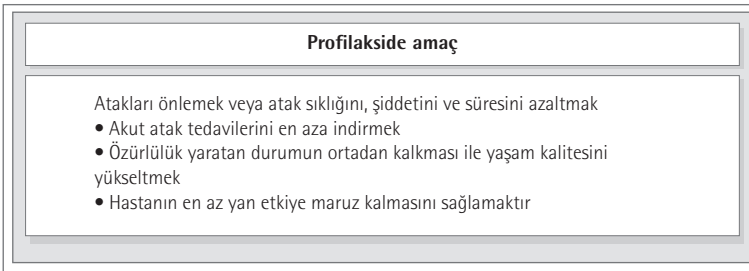 Profilakside amaç
Atakları önlemek veya atak sıklığını, şiddetini ve süresini azaltmak
• Akut atak tedavilerini en aza indirmek
• Özürlülük yaratan durumun ortadan kalkması ile yaşam kalitesini
yükseltmek
• Hastanın en az yan etkiye maruz kalmasını sağlamaktır